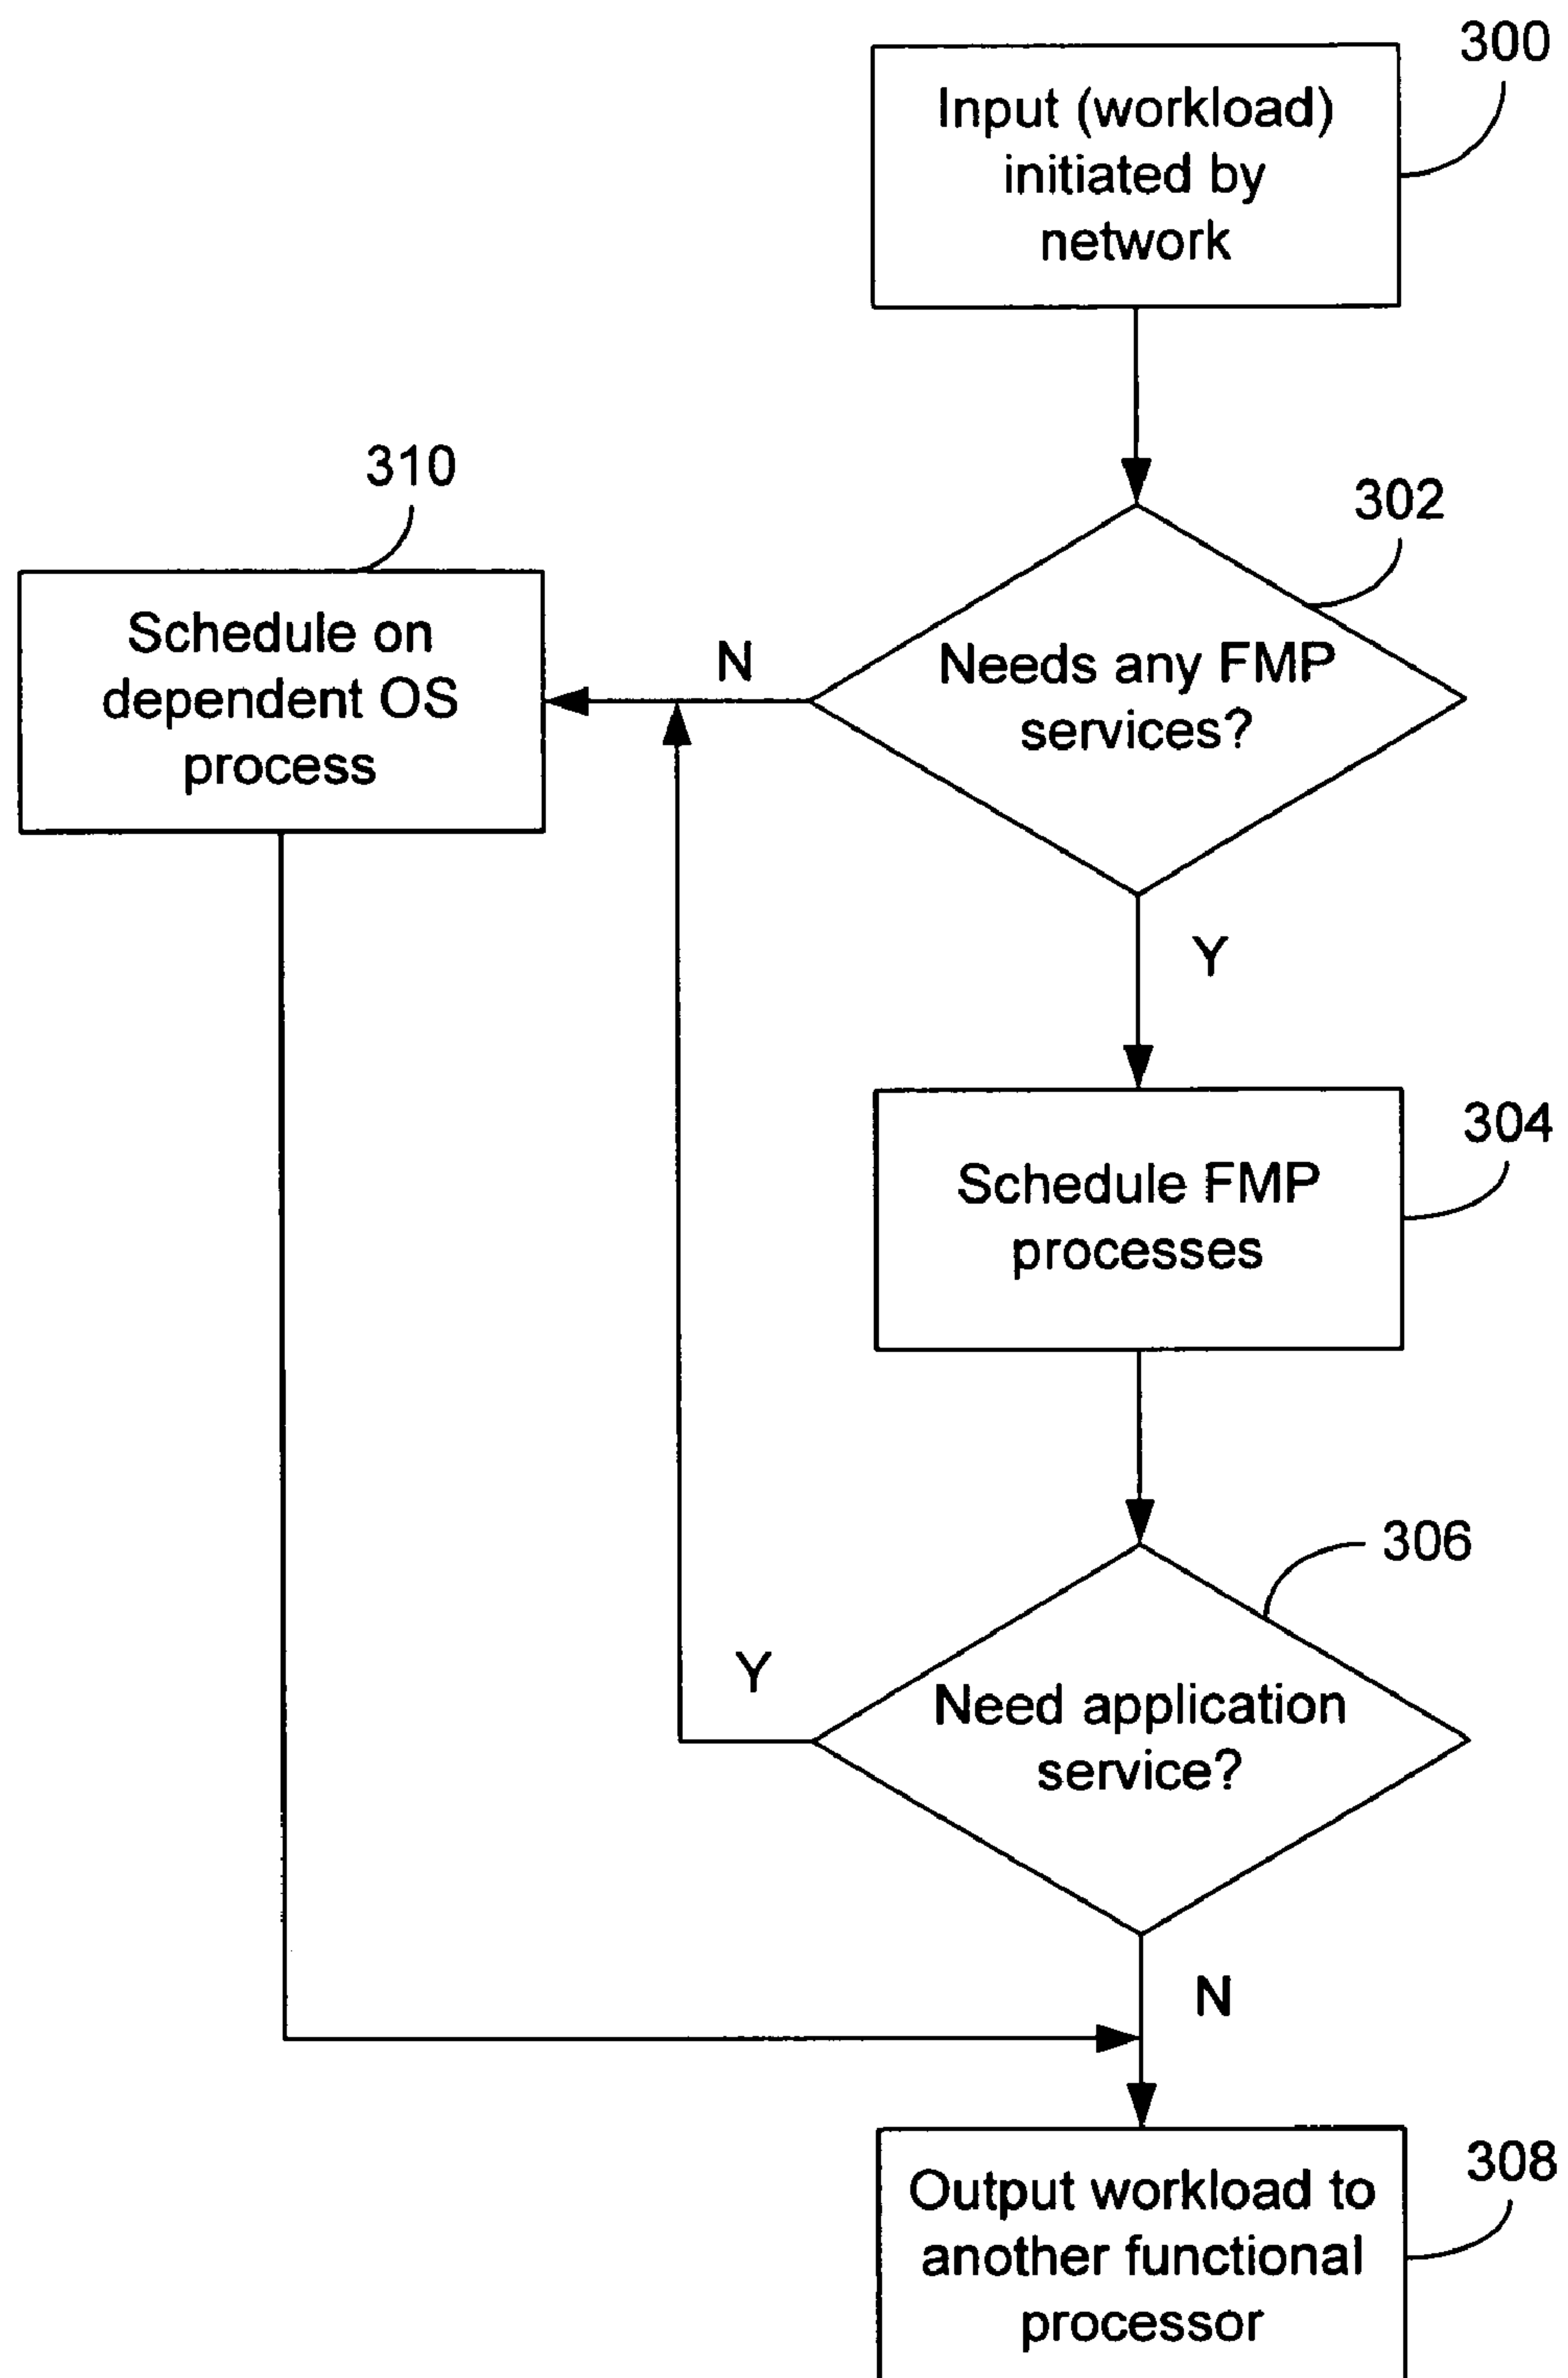 300
Input (workload)
initiated by
network
310
302
Schedule on
dependent OS
process
N
Needs any FMP
services?
Y
304
Schedule FMP
processes
306
Y
Need application
service?
N
308
Output workload to
another functional
processor